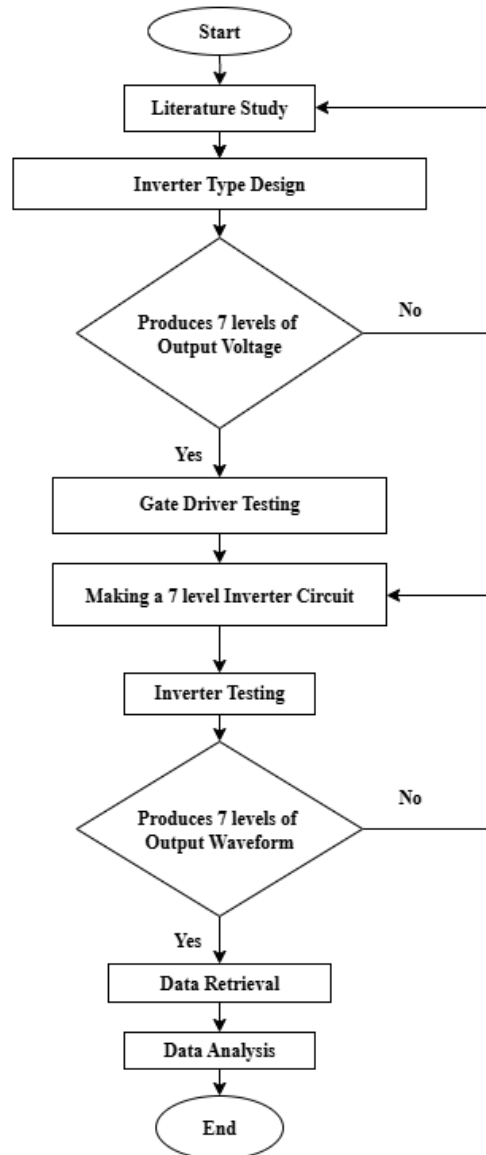 Start
Literature Study
Inverter Type Design
Produces 7 levels of
Output Voltage
No
Yes
Gate Driver Testing
Making a 7 level Inverter Circuit
Inverter Testing
Produces 7 levels of
Output Waveform
No
Yes
Data Retrieval
Data Analysis
End